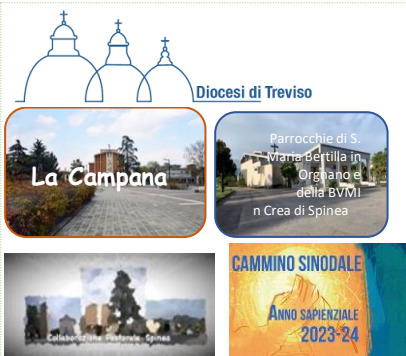 Diocesi di Treviso
La Campana
Parrocchie di S.
Maria Bertilla in
Orgnano e
della BVMI
n Crea di Spinea
Collaborazione Pastorale Spinea
CAMMINO SINODALE
ANNO SAPIENZIALE
2023-24